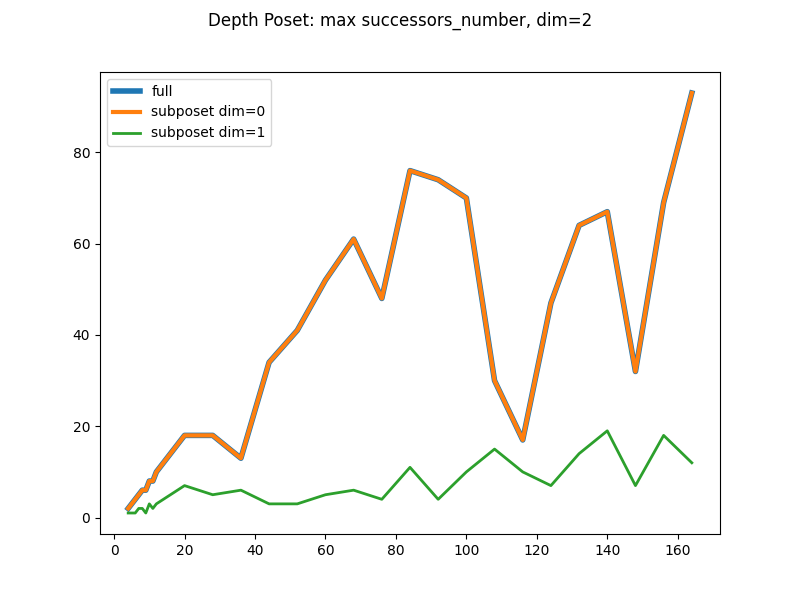 Depth Poset: max successors_number, dim=2
full
subposet dim=0
subposet dim=1
80
60
40
20
0
0 20 40 60 80 100 120 140 160